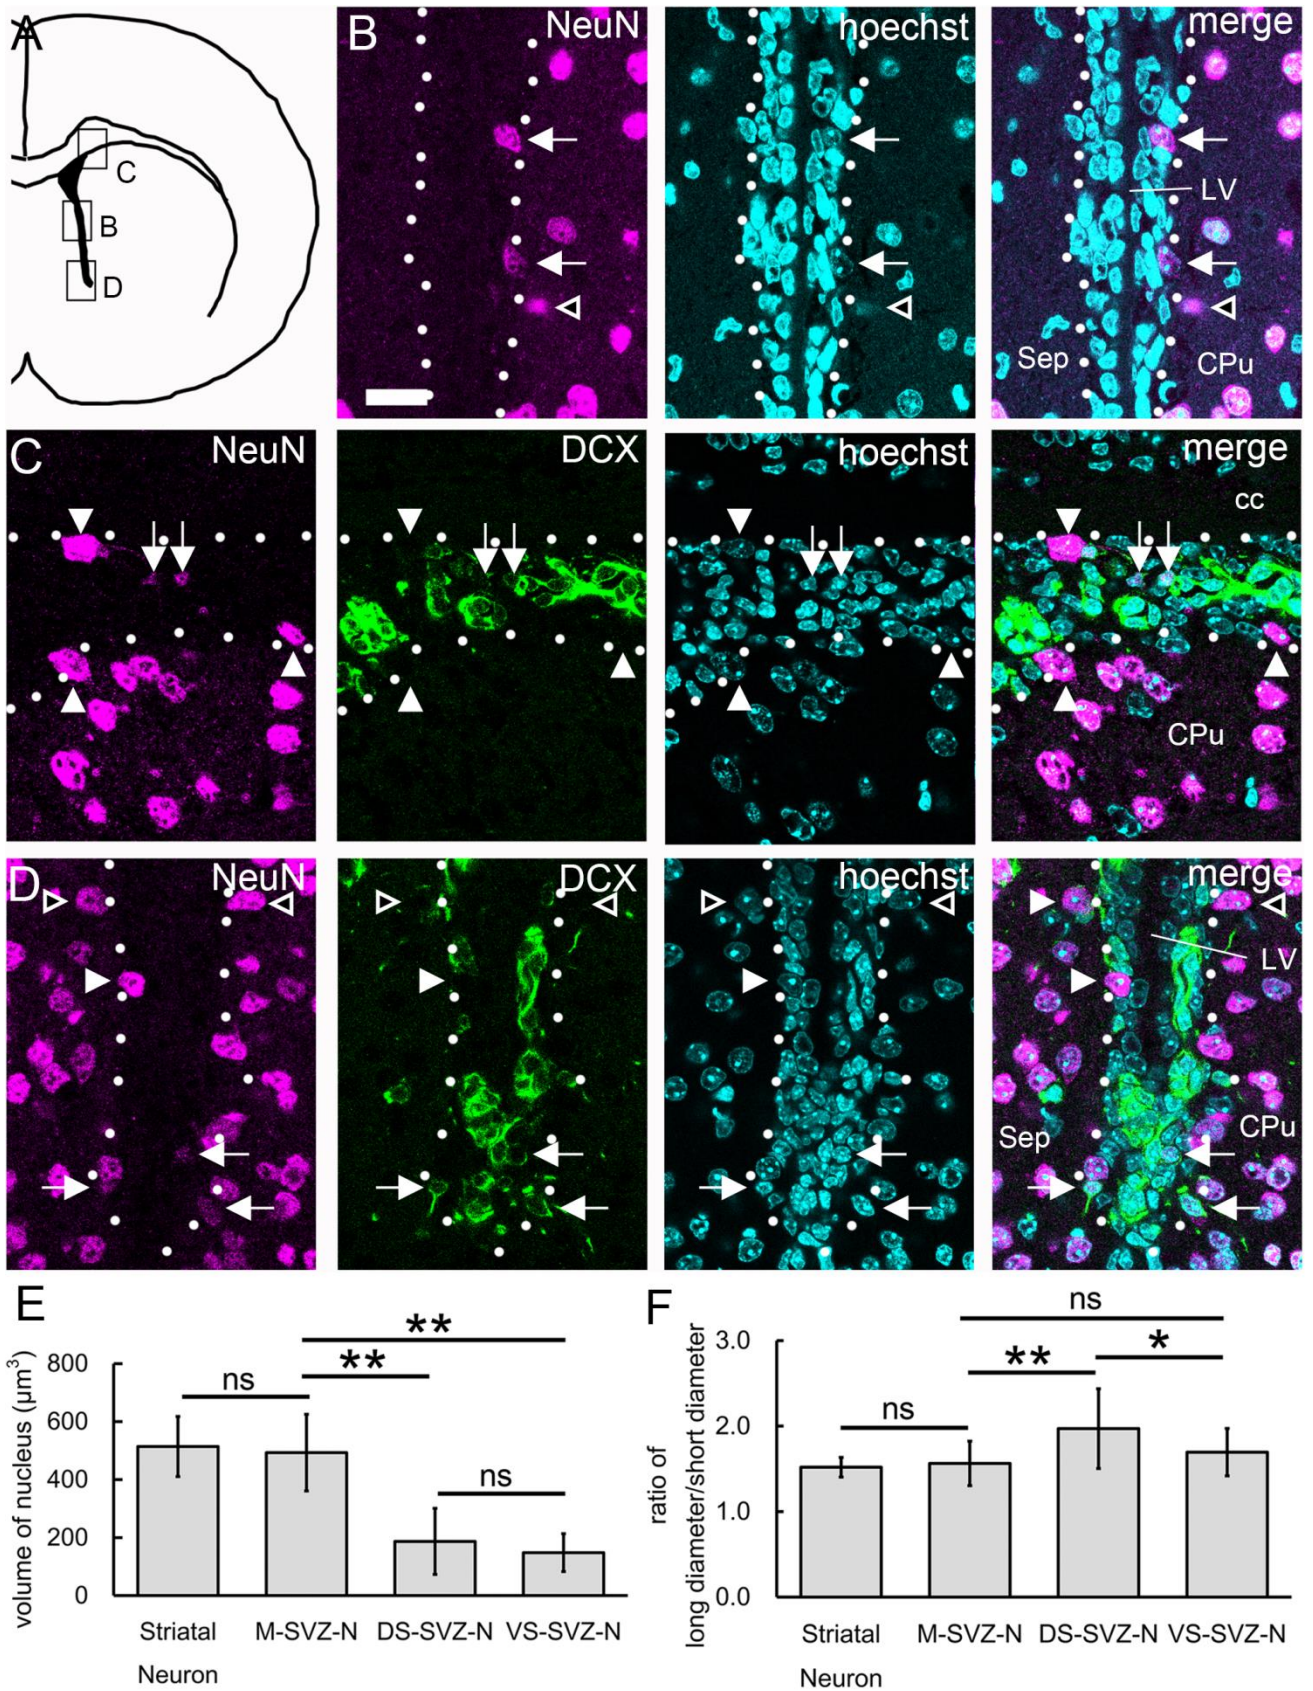 A
C
B
D
B NeuN hoechst merge
LV
Sep CPu
C NeuN DCX hoechst merge
cc
CPu
D NeuN DCX hoechst merge
LV
Sep CPu
E
volume of nucleus (µm³)
800
600
400
200
0
**
**
ns
ns
Striatal Neuron
M-SVZ-N
DS-SVZ-N
VS-SVZ-N
F
ratio of
long diameter/short diameter
3.0
2.0
1.0
0.0
ns
**
*
ns
Striatal Neuron
M-SVZ-N
DS-SVZ-N
VS-SVZ-N